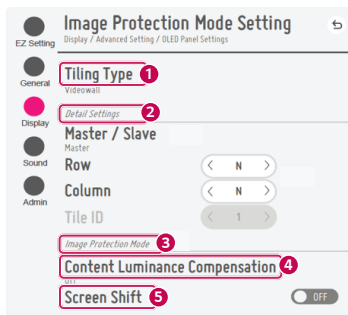 Image Protection Mode Setting
EZ Setting
Display / Advanced Setting / OLED Panel Settings
General
Tiling Type 1
Videowall
Detail Settings 2
Display
Master / Slave
Master
Sound
Row < N >
Column < N >
Admin
Tile ID < 1 >
Image Protection Mode 3
Content Luminance Compensation 4
Off
Screen Shift 5 OFF